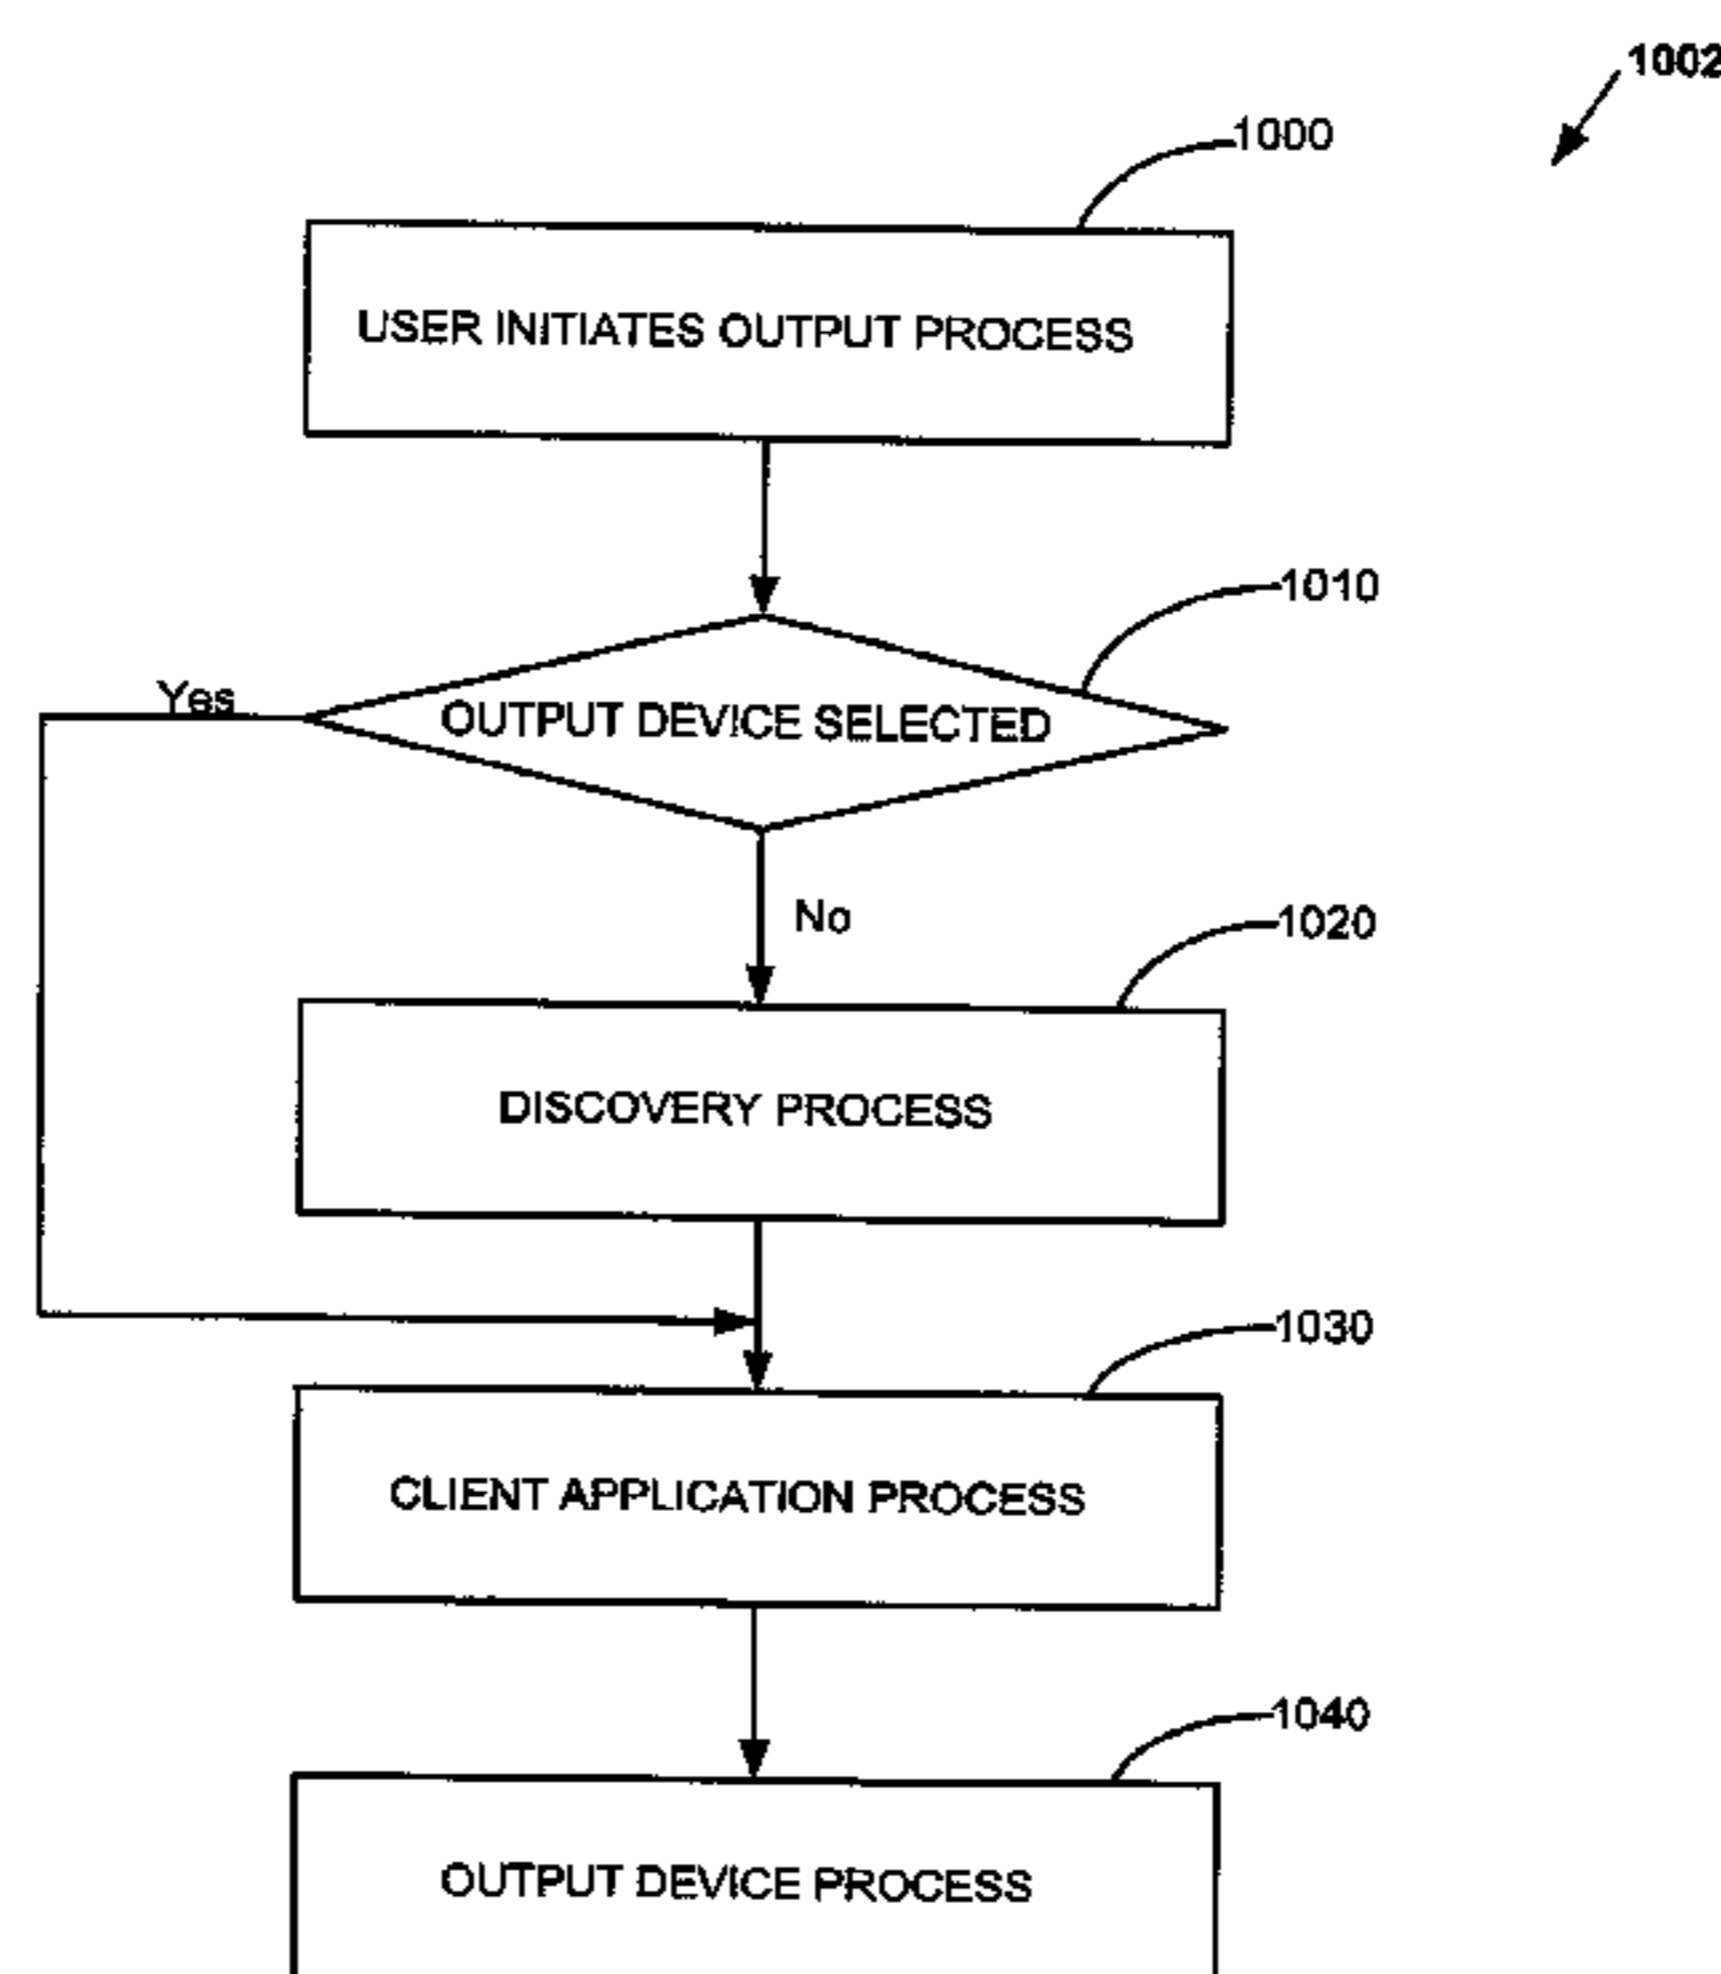 1002
1000
USER INITIATES OUTPUT PROCESS
1010
Yes
OUTPUT DEVICE SELECTED
No
1020
DISCOVERY PROCESS
1030
CLIENT APPLICATION PROCESS
1040
OUTPUT DEVICE PROCESS